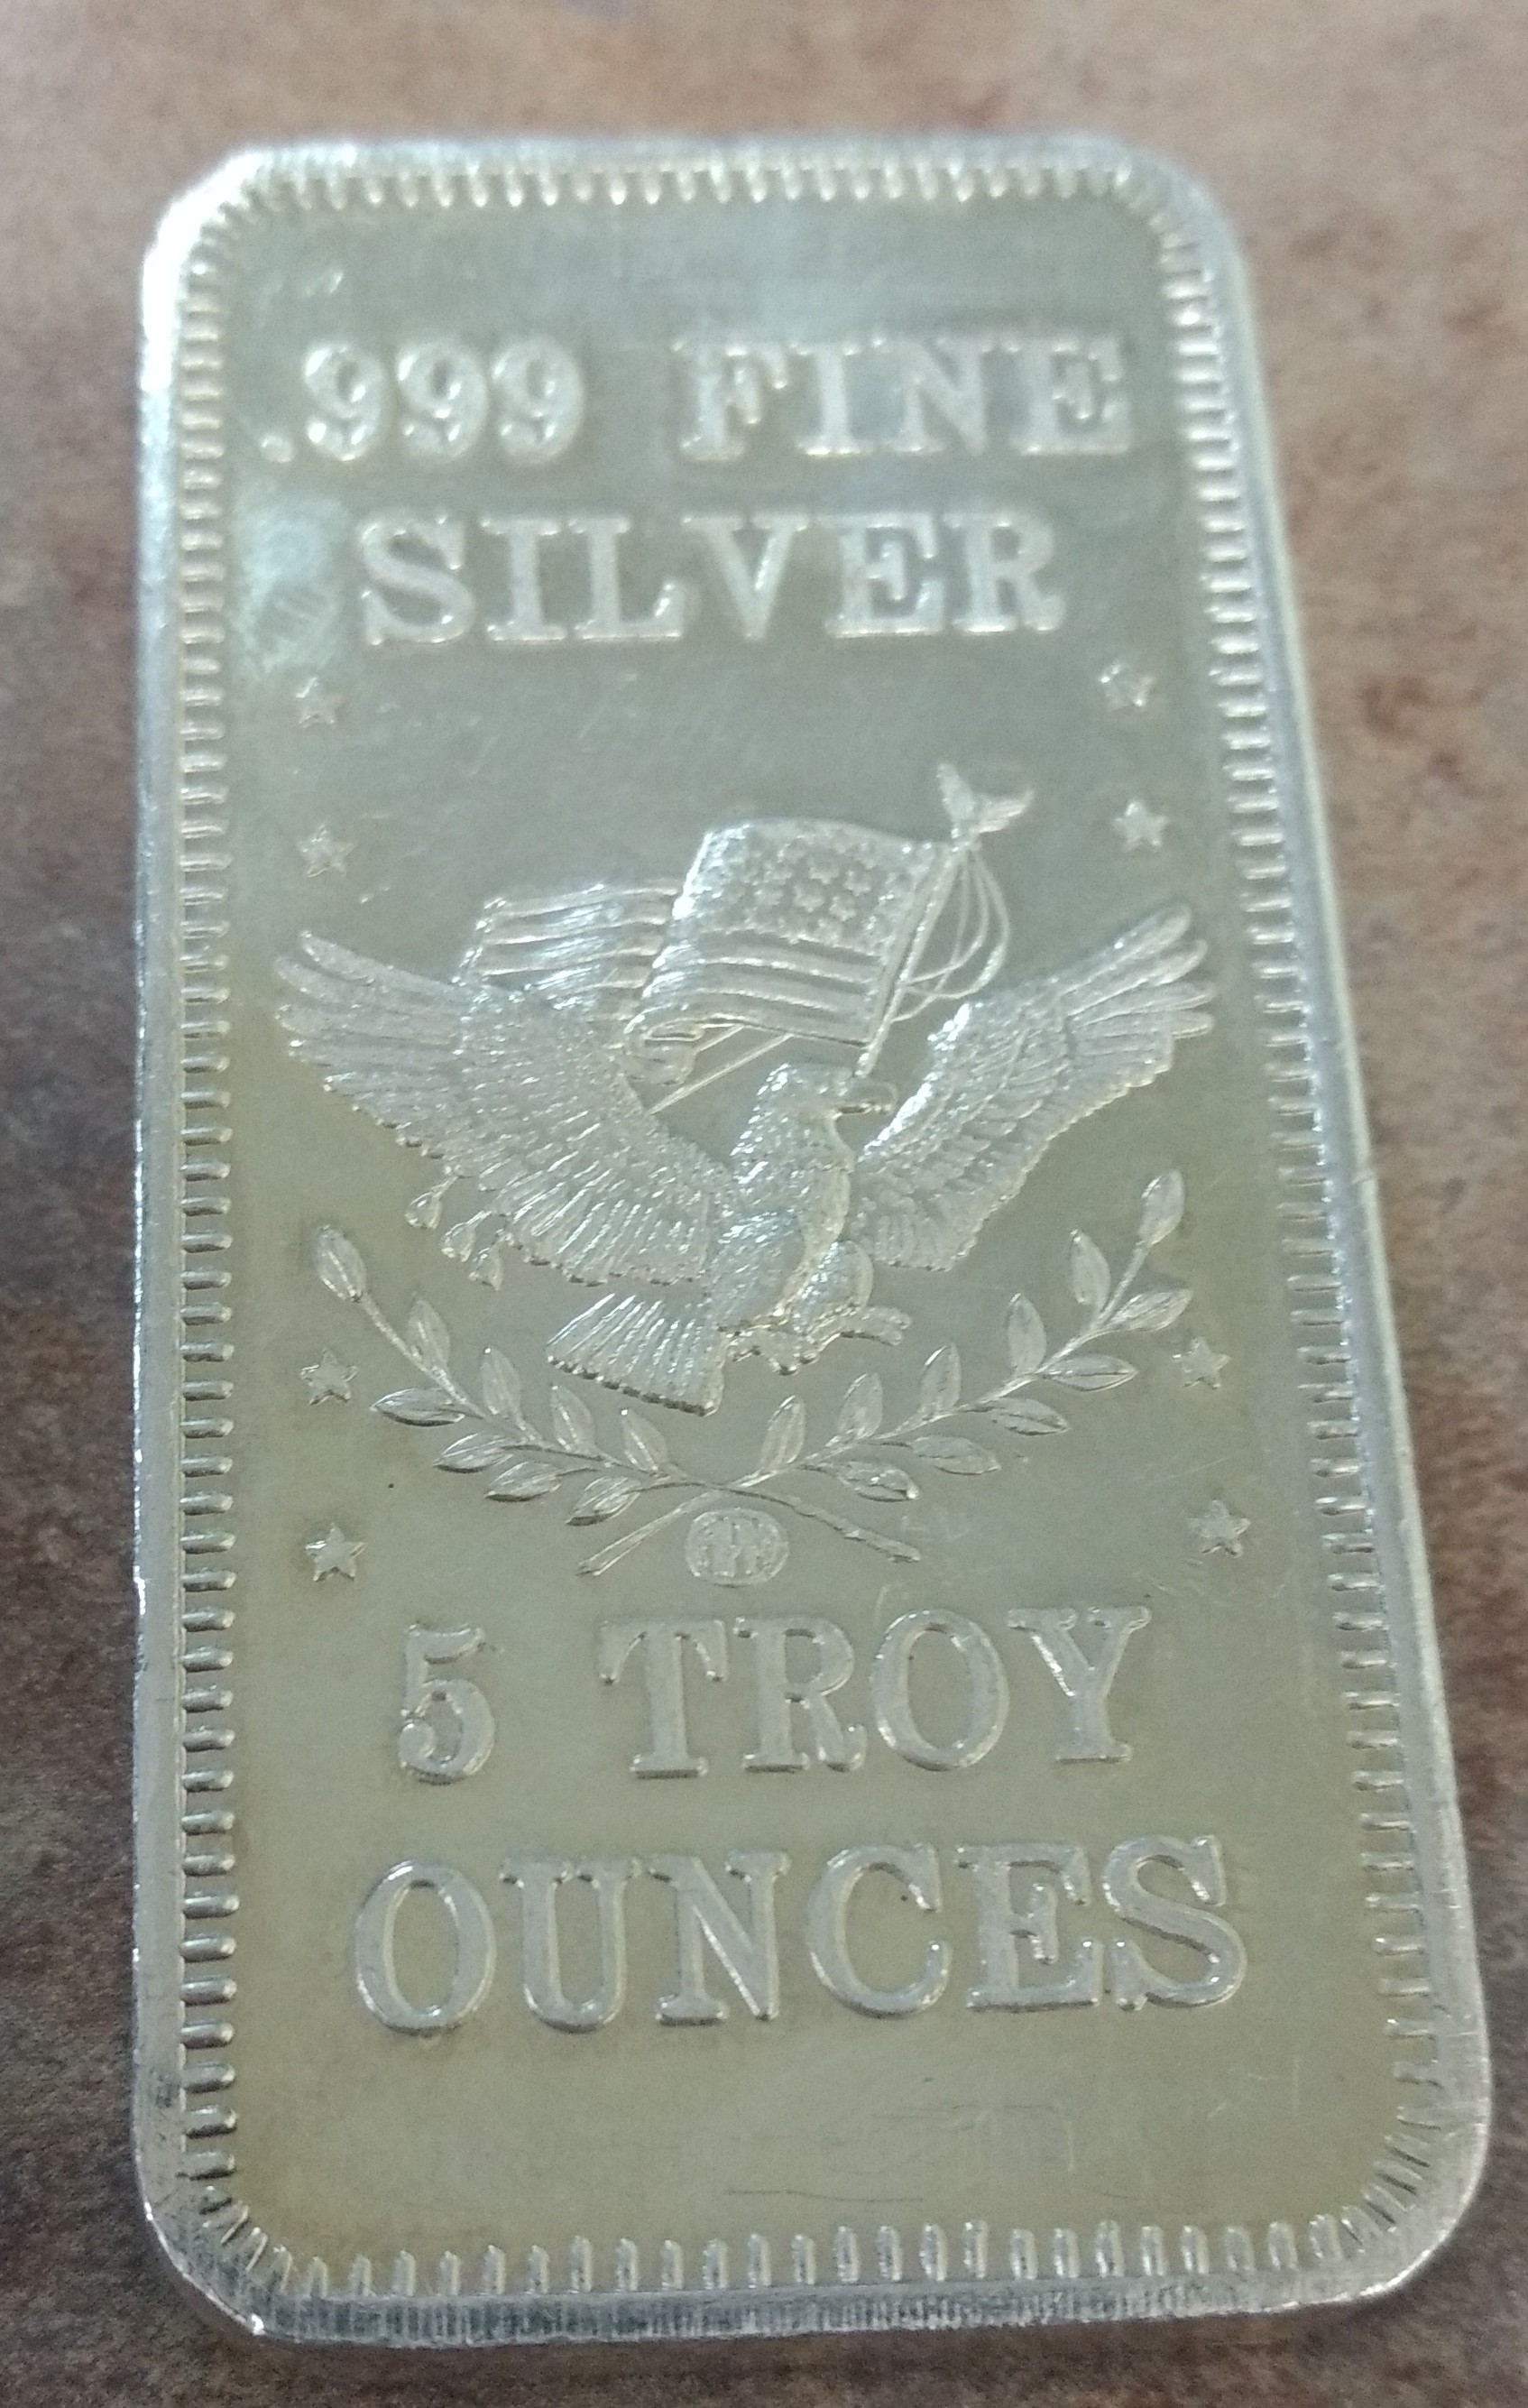 .999 FINE
SILVER
5 TROY
OUNCES